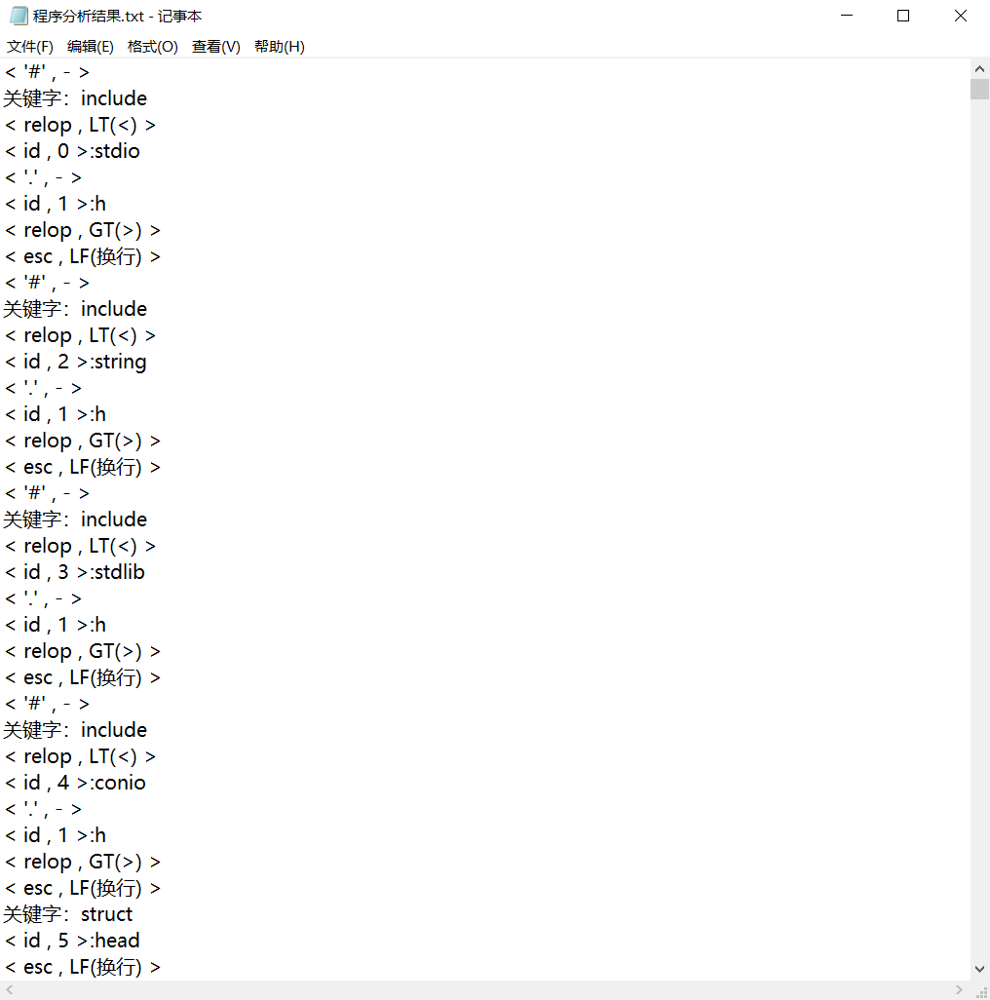 程序分析结果.txt - 记事本
文件(F) 编辑(E) 格式(O) 查看(V) 帮助(H)
< '#' , - >
关键字：include
< relop , LT(<) >
< id , 0 >:stdio
< '.' , - >
< id , 1 >:h
< relop , GT(>) >
< esc , LF(换行) >
< '#' , - >
关键字：include
< relop , LT(<) >
< id , 2 >:string
< '.' , - >
< id , 1 >:h
< relop , GT(>) >
< esc , LF(换行) >
< '#' , - >
关键字：include
< relop , LT(<) >
< id , 3 >:stdlib
< '.' , - >
< id , 1 >:h
< relop , GT(>) >
< esc , LF(换行) >
< '#' , - >
关键字：include
< relop , LT(<) >
< id , 4 >:conio
< '.' , - >
< id , 1 >:h
< relop , GT(>) >
< esc , LF(换行) >
关键字：struct
< id , 5 >:head
< esc , LF(换行) >